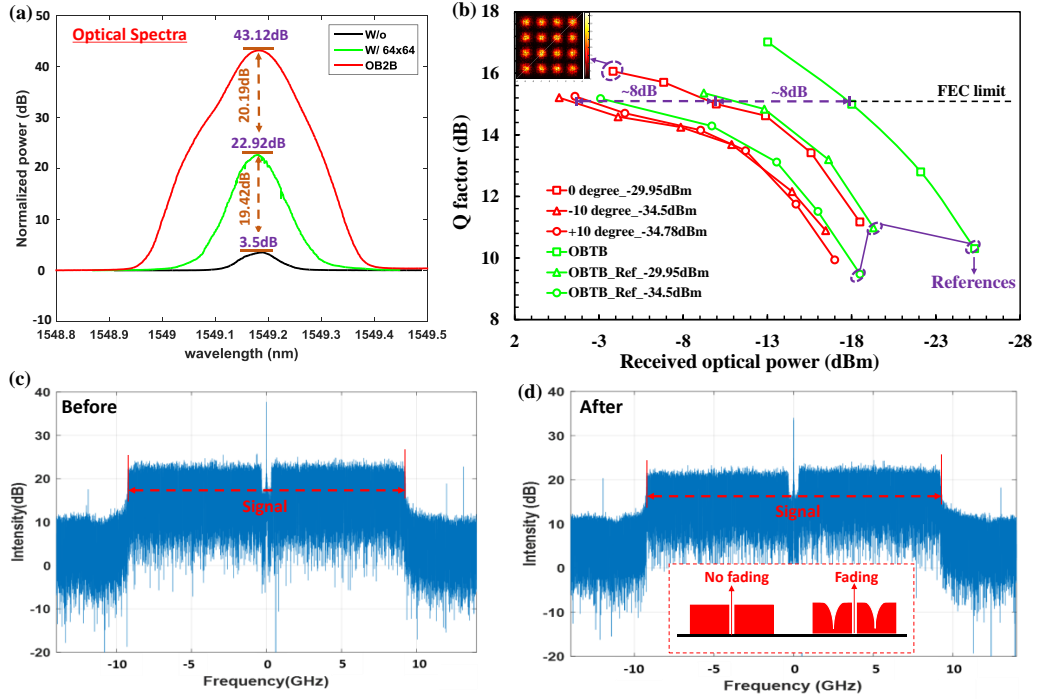 (a)
Optical Spectra
43.12dB
W/o
W/ 64x64
OB2B
20.19dB
22.92dB
19.42dB
3.5dB
60
50
40
30
20
10
0
-10
Normalized power (dB)
1548.8
1548.9
1549
1549.1
1549.2
1549.3
1549.4
1549.5
wavelength (nm)
(b)
18
16
14
12
10
8
Q factor (dB)
~8dB
~8dB
FEC limit
0 degree_-29.95dBm
-10 degree_-34.5dBm
+10 degree_-34.78dBm
OBTB
OBTB_Ref_-29.95dBm
OBTB_Ref_-34.5dBm
References
2
-3
-8
-13
-18
-23
-28
Received optical power (dBm)
(c)
Before
40
30
20
10
0
-10
-20
Intensity(dB)
Signal
-10
-5
0
5
10
Frequency(GHz)
(d)
After
40
30
20
10
0
-10
-20
Intensity (dB)
Signal
No fading
Fading
-10
-5
0
5
10
Frequency (GHz)